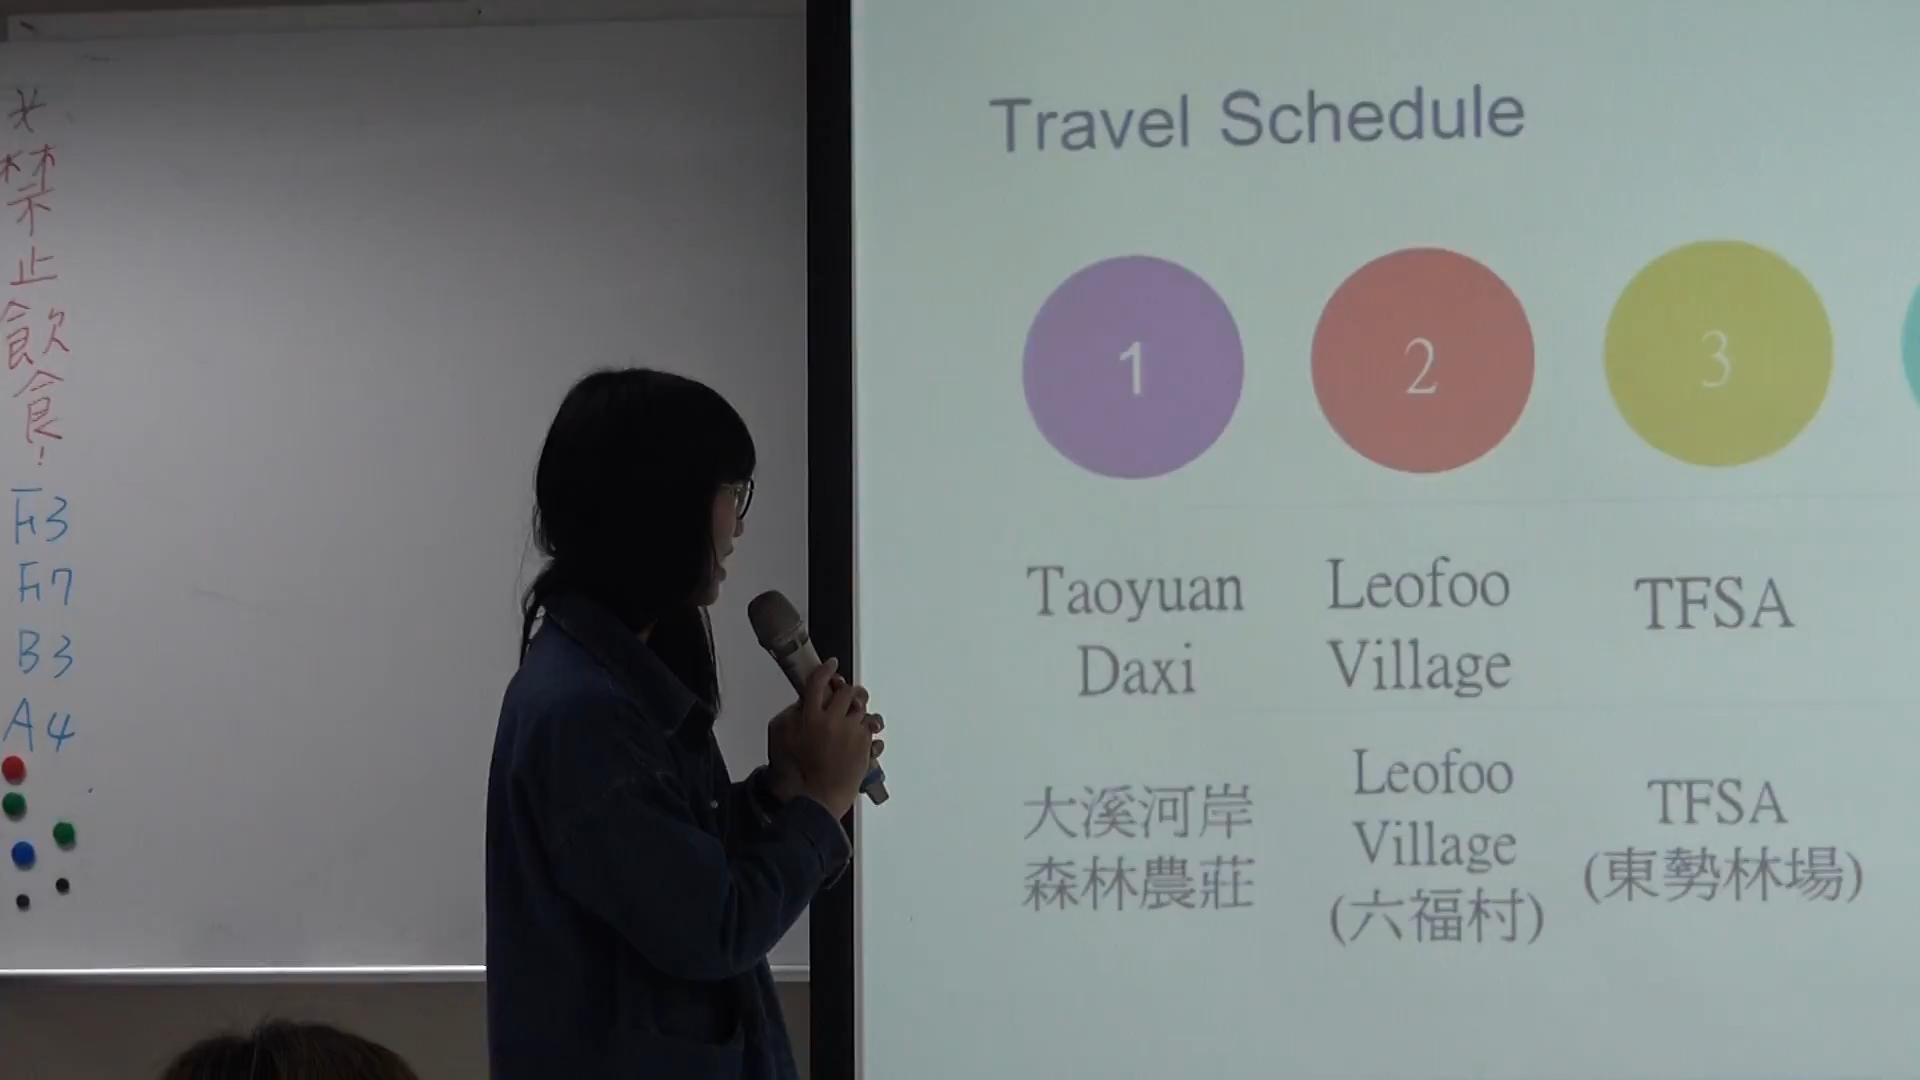 *
禁
止
飲
食!
F3
F7
B3
A4
Travel Schedule
1
2
3
Taoyuan
Daxi
Leofoo
Village
TFSA
大溪河岸
森林農莊
Leofoo
Village
(六福村)
TFSA
(東勢林場)